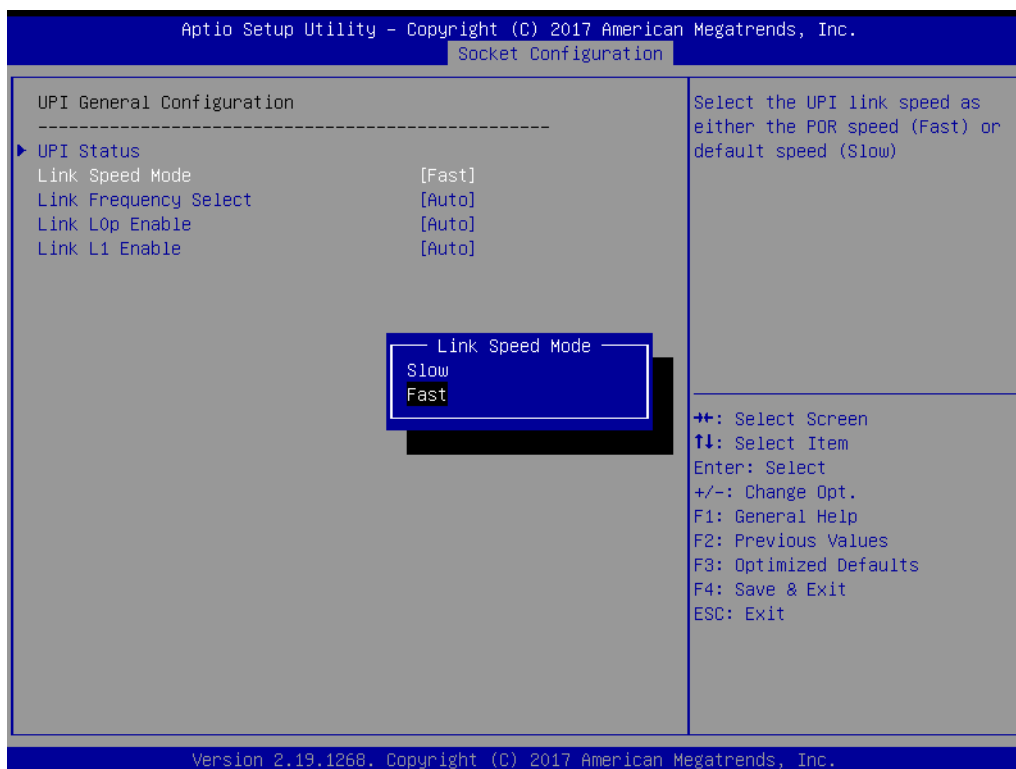 Aptio Setup Utility – Copyright (C) 2017 American Megatrends, Inc.
Socket Configuration
UPI General Configuration
--------------------------------------------------
UPI Status
Link Speed Mode [Fast]
Link Frequency Select [Auto]
Link L0p Enable [Auto]
Link L1 Enable [Auto]
Link Speed Mode
Slow
Fast
Select the UPI link speed as
either the POR speed (Fast) or
default speed (Slow)
→←: Select Screen
↑↓: Select Item
Enter: Select
+/-: Change Opt.
F1: General Help
F2: Previous Values
F3: Optimized Defaults
F4: Save & Exit
ESC: Exit
Version 2.19.1268. Copyright (C) 2017 American Megatrends, Inc.